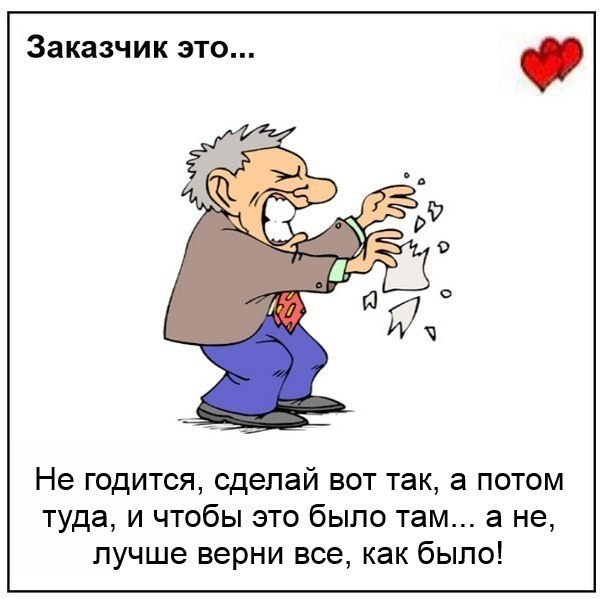 Заказчик это...
Не годится, сделай вот так, а потом
туда, и чтобы это было там... а не,
лучше верни все, как было!